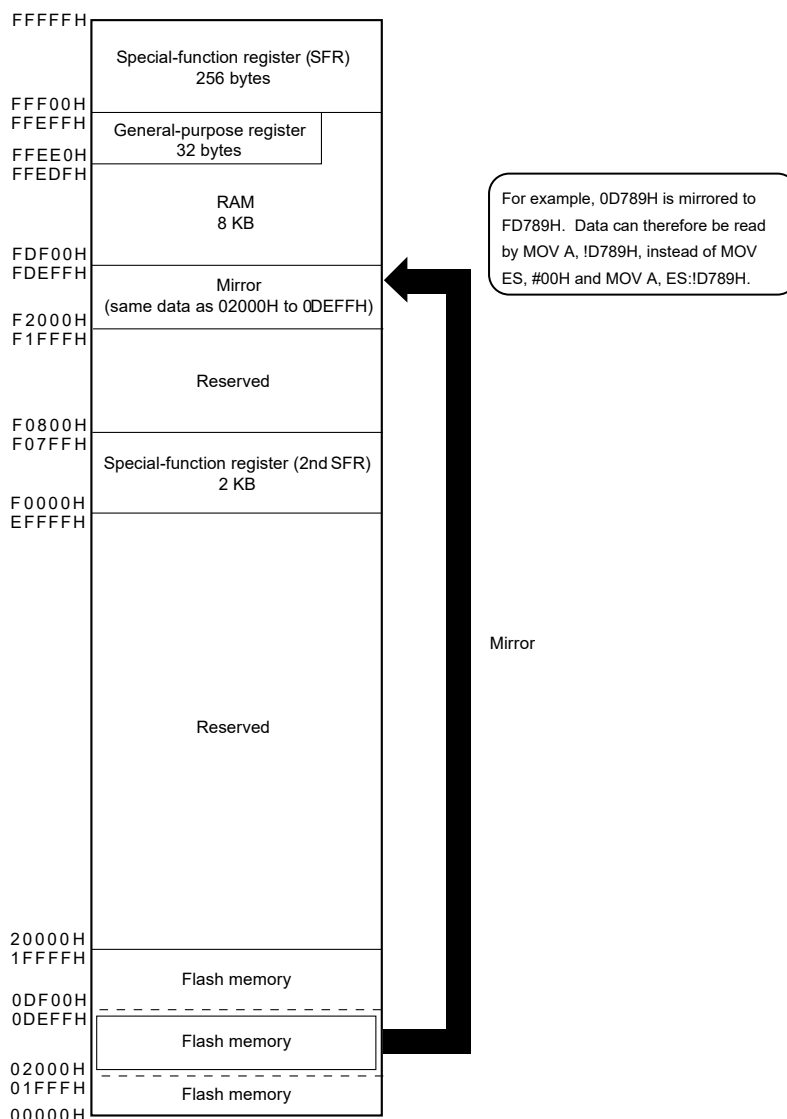 FFFFFH
Special-function register (SFR)
256 bytes
FFF00H
FFEFFH
General-purpose register
32 bytes
FFEE0H
FFEDFH
RAM
8 KB
For example, 0D789H is mirrored to
FD789H. Data can therefore be read
by MOV A, !D789H, instead of MOV
ES, #00H and MOV A, ES:!D789H.
FDF00H
FDEFFH
Mirror
(same data as 02000H to 0DEFFH)
F2000H
F1FFFH
Reserved
F0800H
F07FFH
Special-function register (2nd SFR)
2 KB
F0000H
EFFFFH
Mirror
Reserved
20000H
1FFFFH
Flash memory
0DF00H
0DEFFH
Flash memory
02000H
01FFFH
Flash memory
00000H